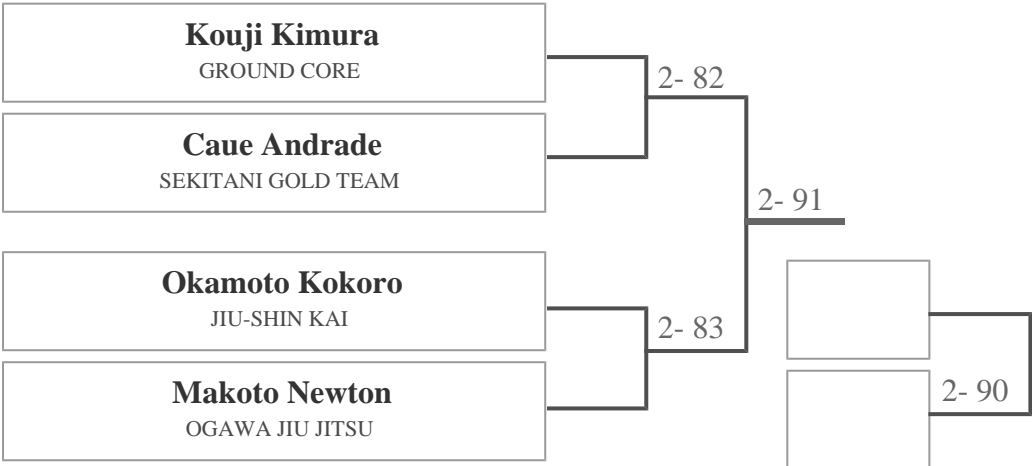 Kouji Kimura
GROUND CORE
2- 82
Caue Andrade
SEKITANI GOLD TEAM
2- 91
Okamoto Kokoro
JIU-SHIN KAI
2- 83
Makoto Newton
OGAWA JIU JITSU
2- 90